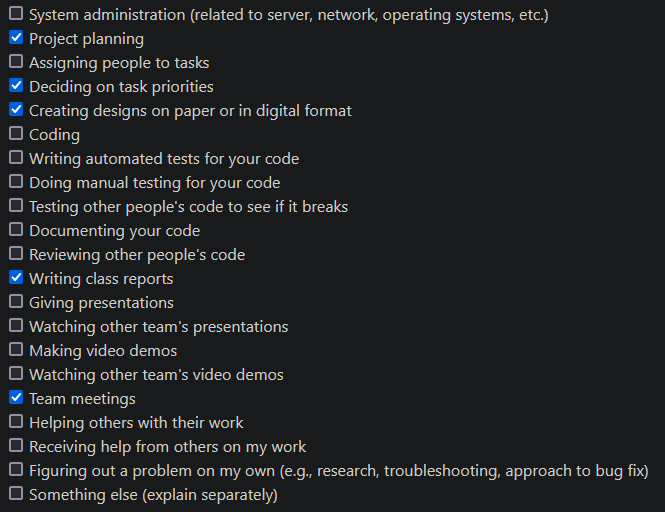 System administration (related to server, network, operating systems, etc.)
Project planning
Assigning people to tasks
Deciding on task priorities
Creating designs on paper or in digital format
Coding
Writing automated tests for your code
Doing manual testing for your code
Testing other people's code to see if it breaks
Documenting your code
Reviewing other people's code
Writing class reports
Giving presentations
Watching other team's presentations
Making video demos
Watching other team's video demos
Team meetings
Helping others with their work
Receiving help from others on my work
Figuring out a problem on my own (e.g., research, troubleshooting, approach to bug fix)
Something else (explain separately)